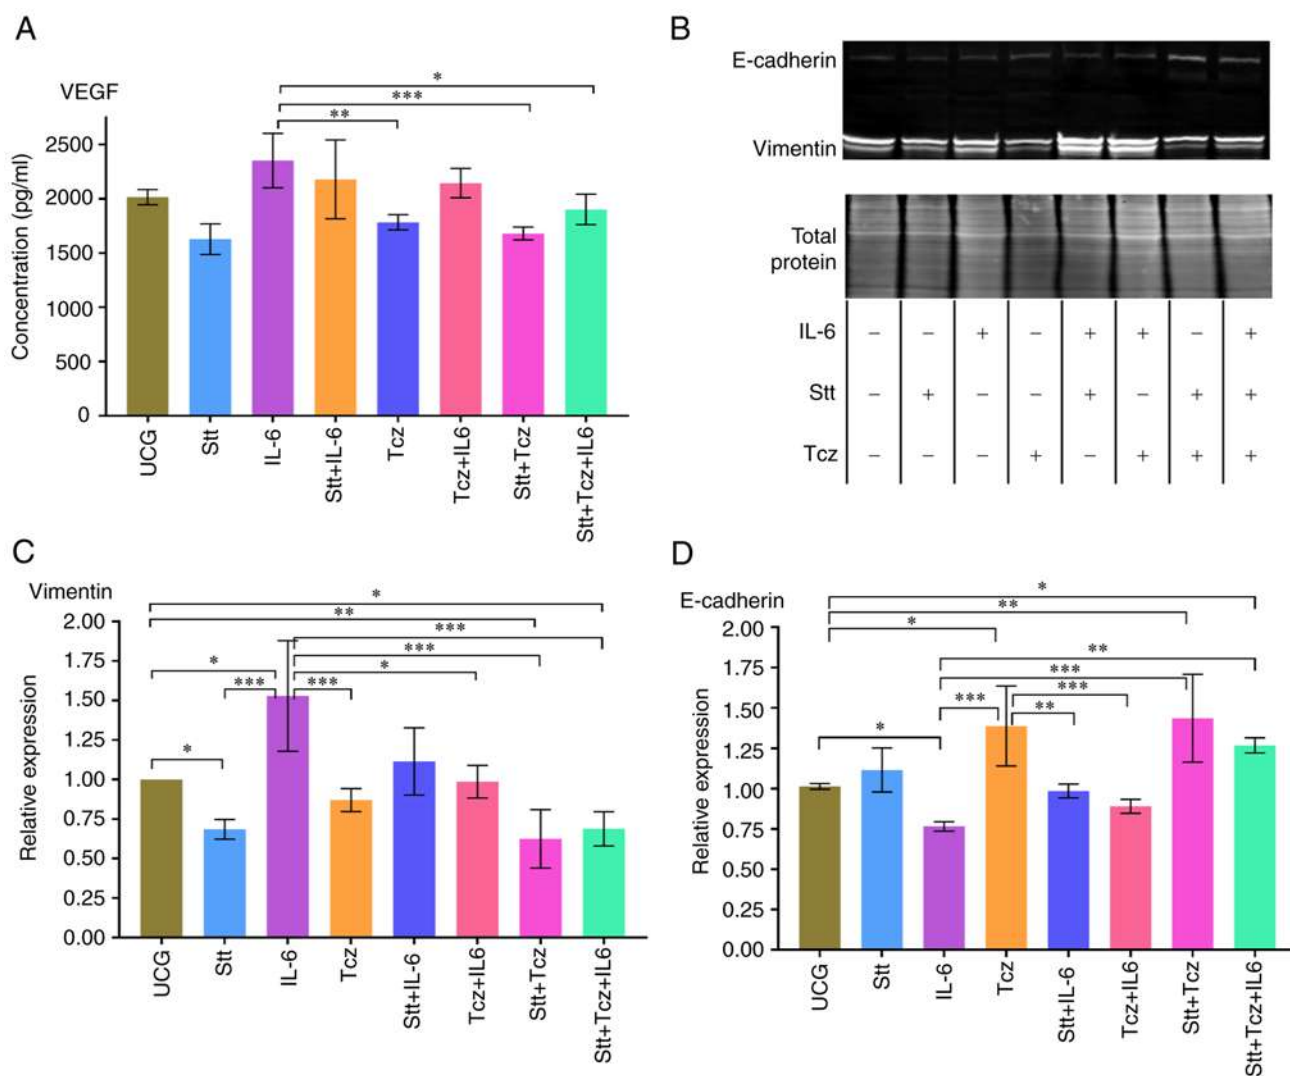 A
VEGF
Concentration (pg/ml)
2500
2000
1500
1000
500
0
* 
***
**
UCG
Stt
IL-6
Stt+IL-6
Tcz
Tcz+IL6
Stt+Tcz
Stt+Tcz+IL6
B
E-cadherin
Vimentin
Total
protein
IL-6 – – + – + + – +
Stt – + – – + – + +
Tcz – – – + – + + +
C
Vimentin
Relative expression
2.00
1.75
1.50
1.25
1.00
0.75
0.50
0.25
0.00
*
**
***
***
* *
*** ***
*
UCG
Stt
IL-6
Tcz
Stt+IL-6
Tcz+IL6
Stt+Tcz
Stt+Tcz+IL6
D
E-cadherin
Relative expression
2.00
1.75
1.50
1.25
1.00
0.75
0.50
0.25
0.00
*
**
*
**
***
*** ***
**
*
UCG
Stt
IL-6
Tcz
Stt+IL-6
Tcz+IL6
Stt+Tcz
Stt+Tcz+IL6